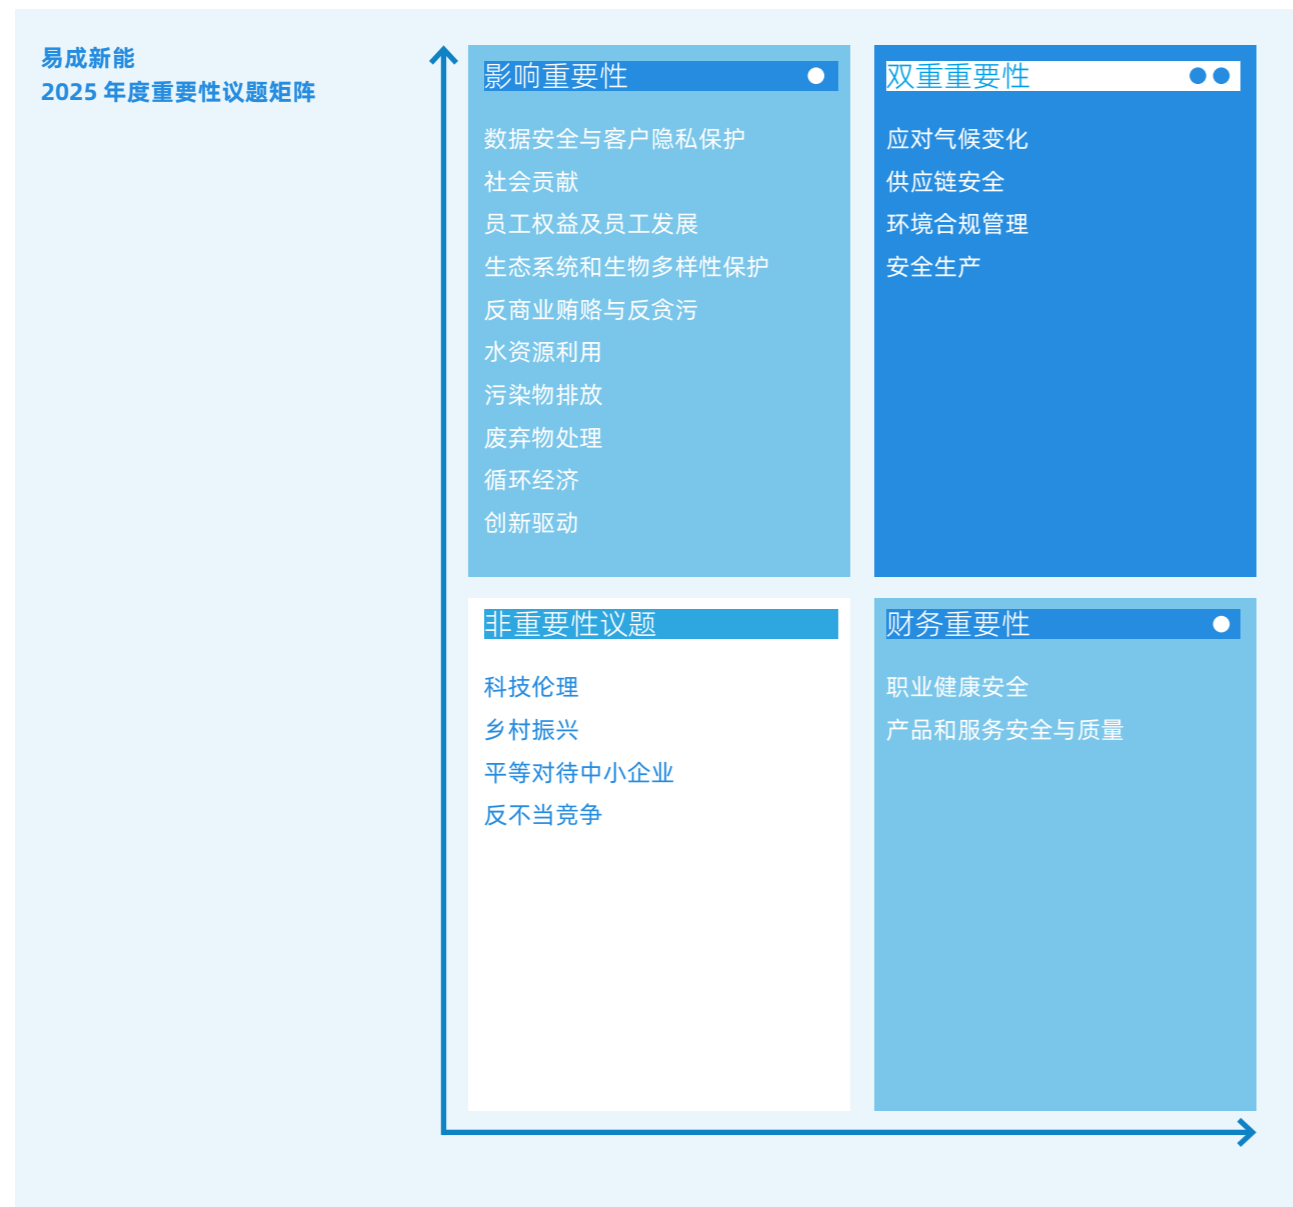 易成新能
2025 年度重要性议题矩阵
影响重要性
数据安全与客户隐私保护
社会贡献
员工权益及员工发展
生态系统和生物多样性保护
反商业贿赂与反贪污
水资源利用
污染物排放
废弃物处理
循环经济
创新驱动
双重重要性
应对气候变化
供应链安全
环境合规管理
安全生产
非重要性议题
科技伦理
乡村振兴
平等对待中小企业
反不当竞争
财务重要性
职业健康安全
产品和服务安全与质量